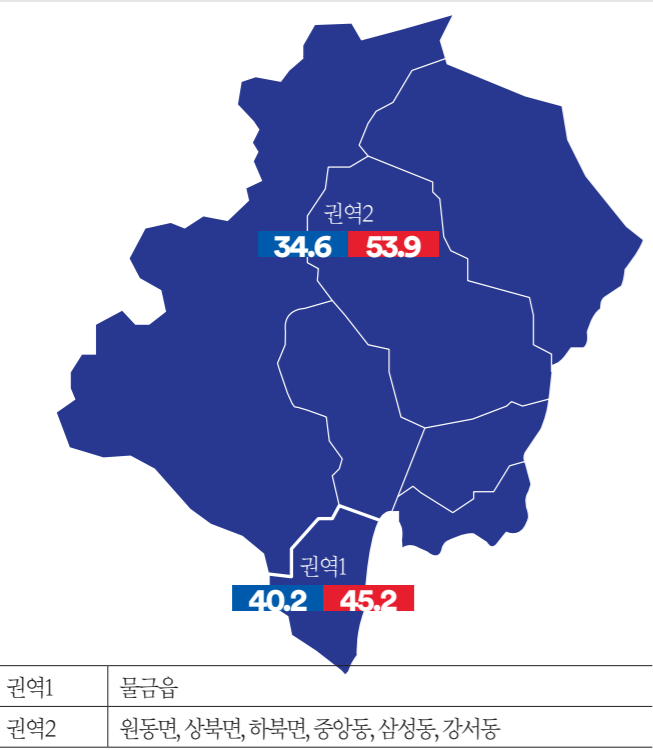 권역2
34.6 53.9
권역1
40.2 45.2
권역1 물금읍
권역2 원동면, 상북면, 하북면, 중앙동, 삼성동, 강서동